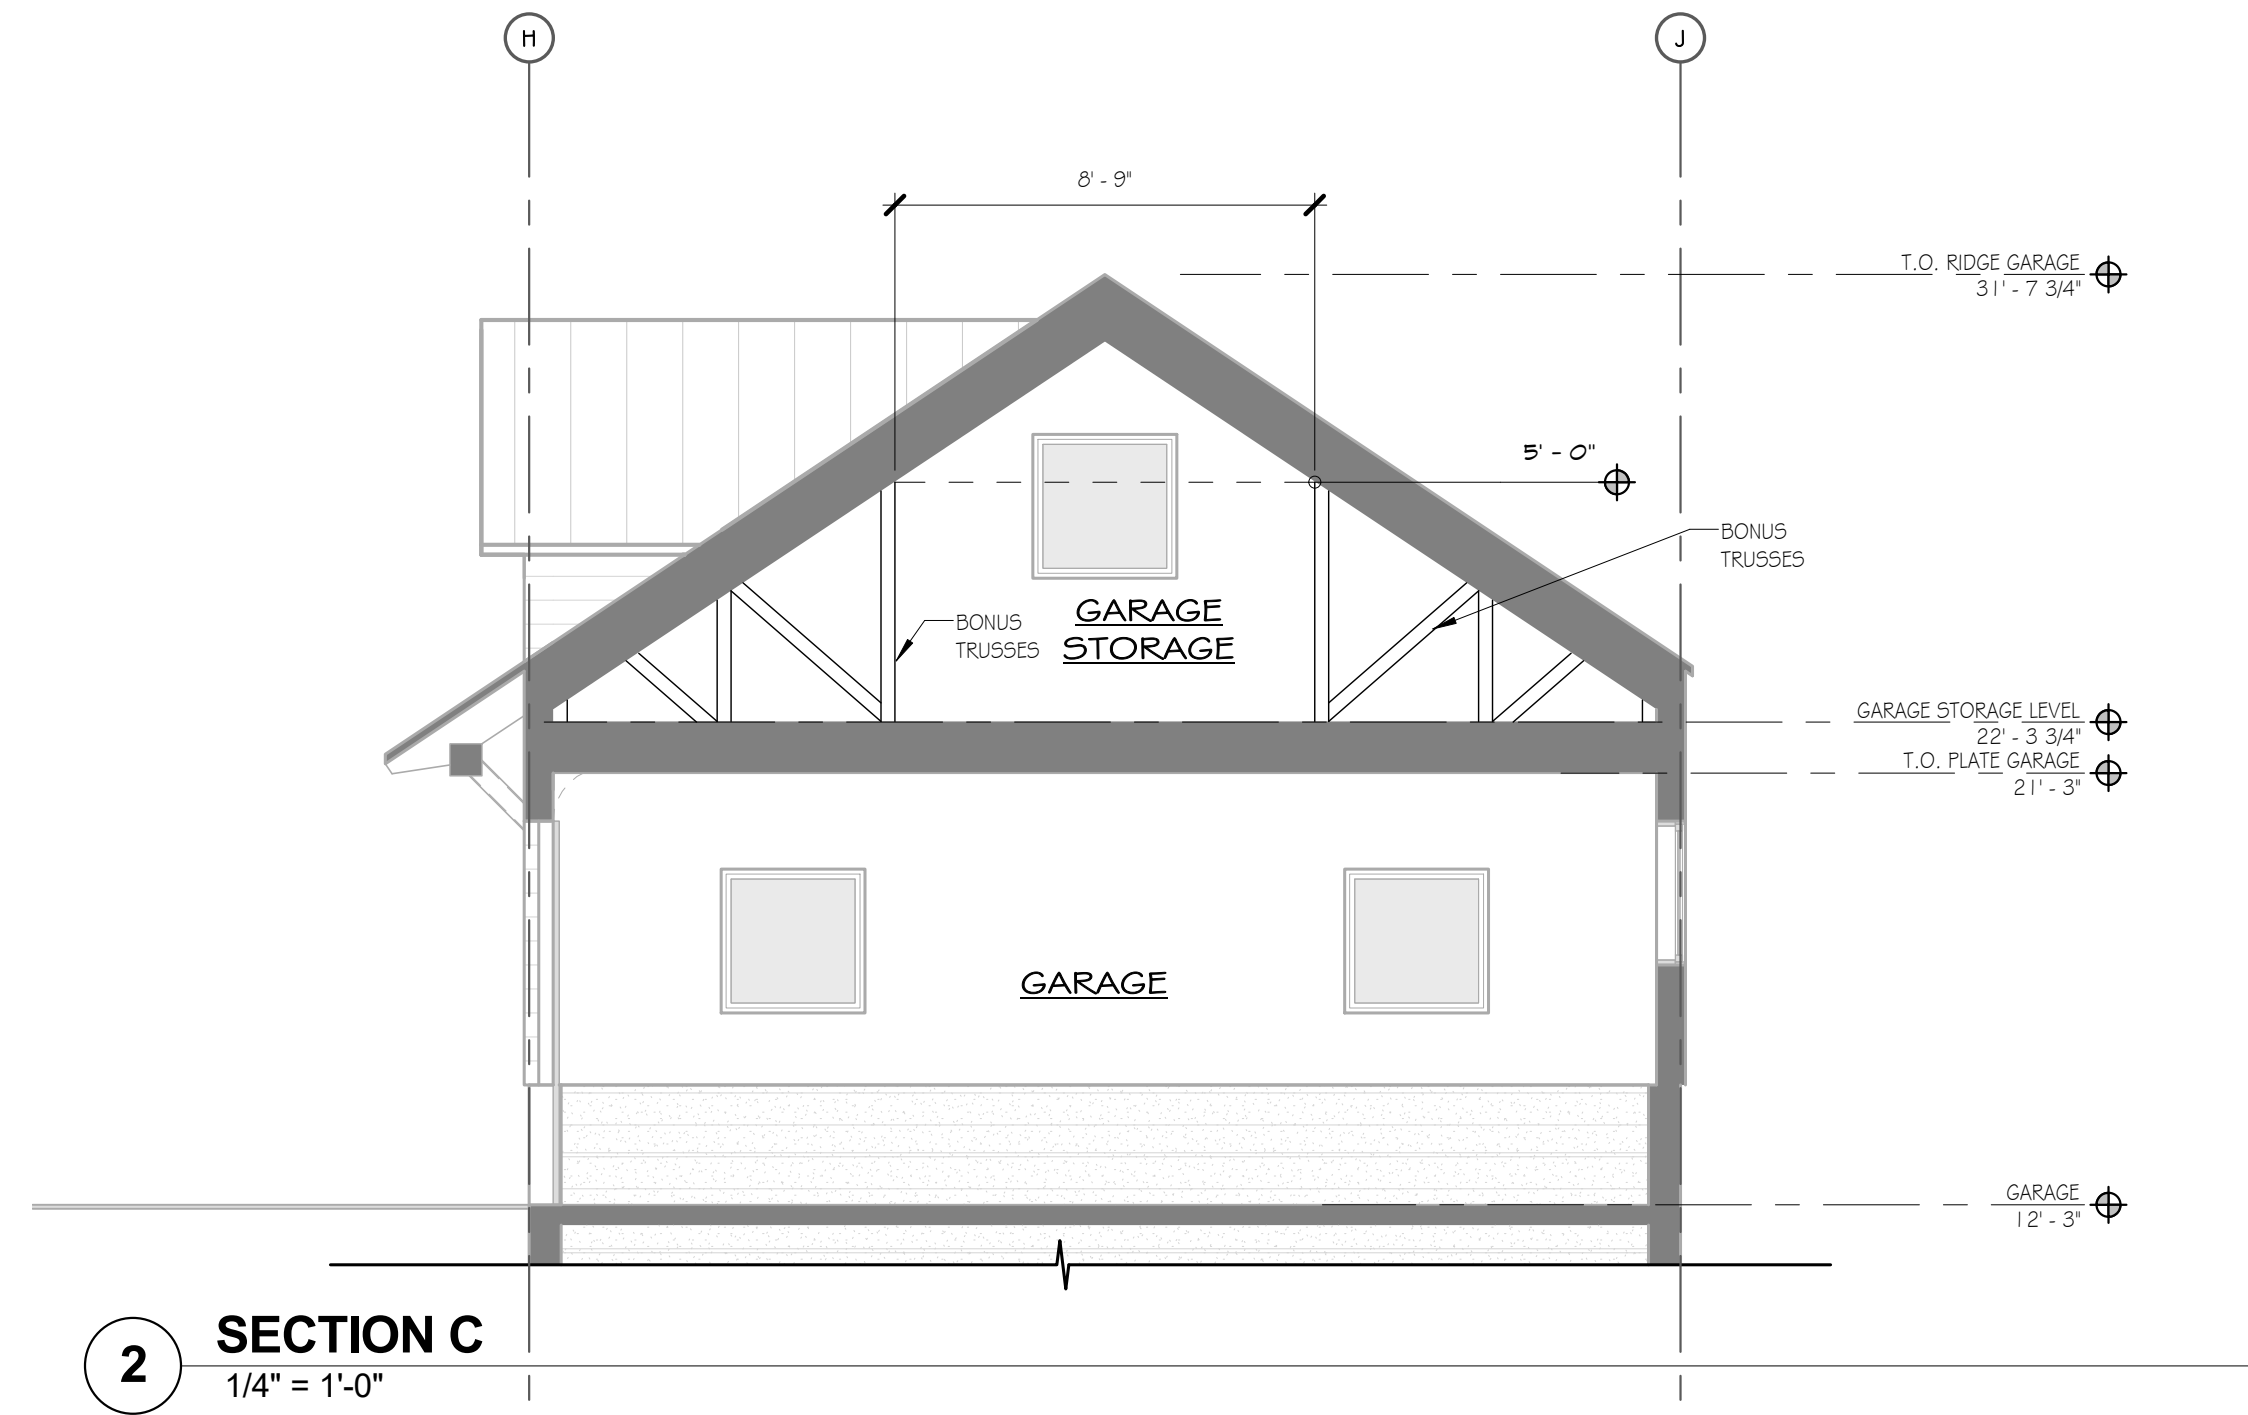 H
J
8' - 9"
T.O. RIDGE GARAGE
31' - 7 3/4"
5' - 0"
BONUS
TRUSSES
BONUS
TRUSSES
GARAGE
STORAGE
GARAGE STORAGE LEVEL
22' - 3 3/4"
T.O. PLATE GARAGE
21' - 3"
GARAGE
GARAGE
12' - 3"
2
SECTION C
1/4" = 1'-0"